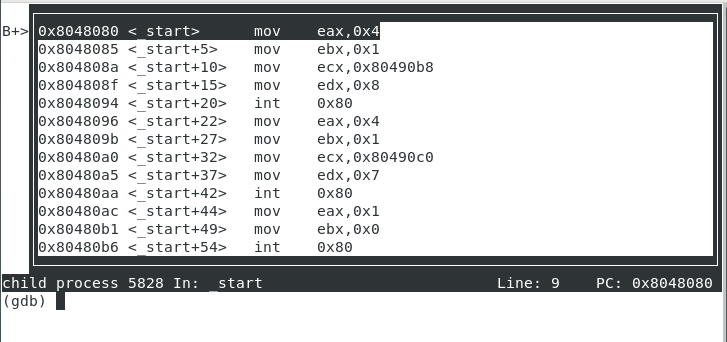 B+> 0x8048080 <_start>      mov    eax,0x4
0x8048085 <_start+5>    mov    ebx,0x1
0x804808a <_start+10>   mov    ecx,0x80490b8
0x804808f <_start+15>   mov    edx,0x8
0x8048094 <_start+20>   int    0x80
0x8048096 <_start+22>   mov    eax,0x4
0x804809b <_start+27>   mov    ebx,0x1
0x80480a0 <_start+32>   mov    ecx,0x80490c0
0x80480a5 <_start+37>   mov    edx,0x7
0x80480aa <_start+42>   int    0x80
0x80480ac <_start+44>   mov    eax,0x1
0x80480b1 <_start+49>   mov    ebx,0x0
0x80480b6 <_start+54>   int    0x80
child process 5828 In: _start                          Line: 9    PC: 0x8048080
(gdb)